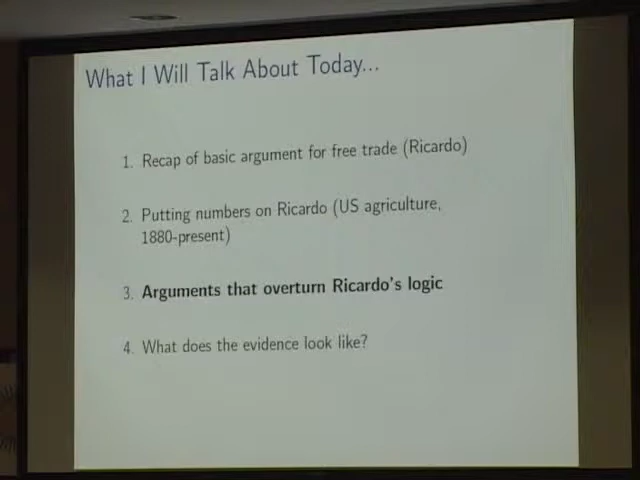 What I Will Talk About Today...
1. Recap of basic argument for free trade (Ricardo)
2. Putting numbers on Ricardo (US agriculture,
1880-present)
3. Arguments that overturn Ricardo's logic
4. What does the evidence look like?